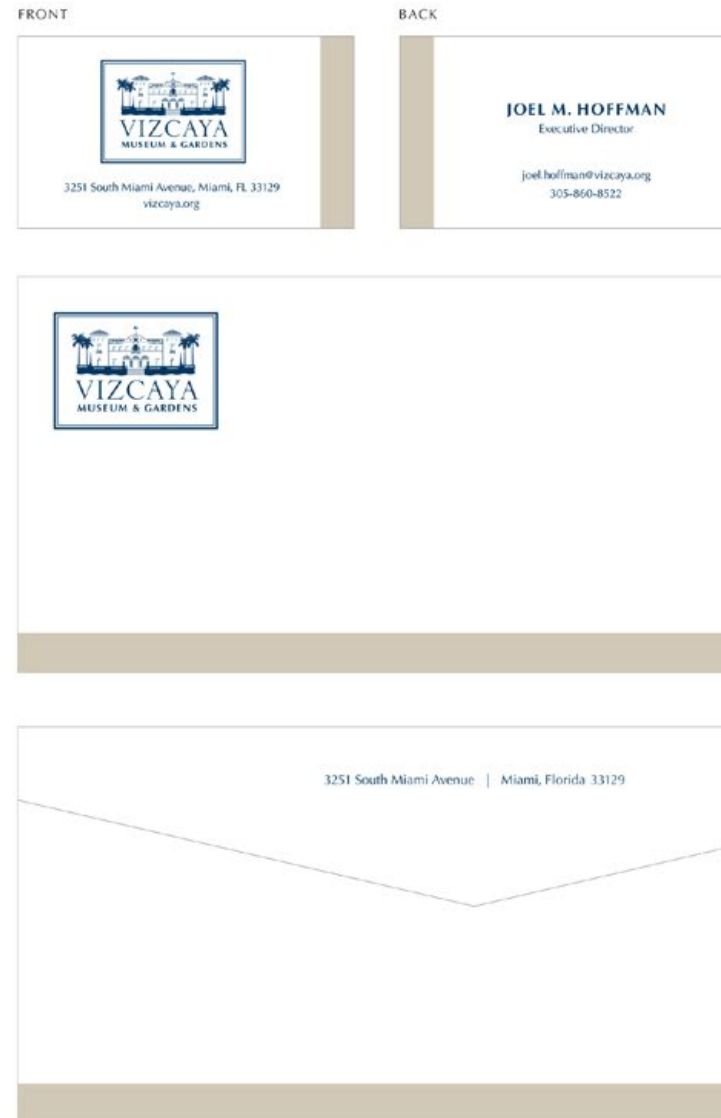 FRONT
VIZCAYA
MUSEUM & GARDENS
3251 South Miami Avenue, Miami, FL 33129
vizcaya.org
BACK
JOEL M. HOFFMAN
Executive Director
joel.hoffman@vizcaya.org
305-860-8522
VIZCAYA
MUSEUM & GARDENS
3251 South Miami Avenue | Miami, Florida 33129